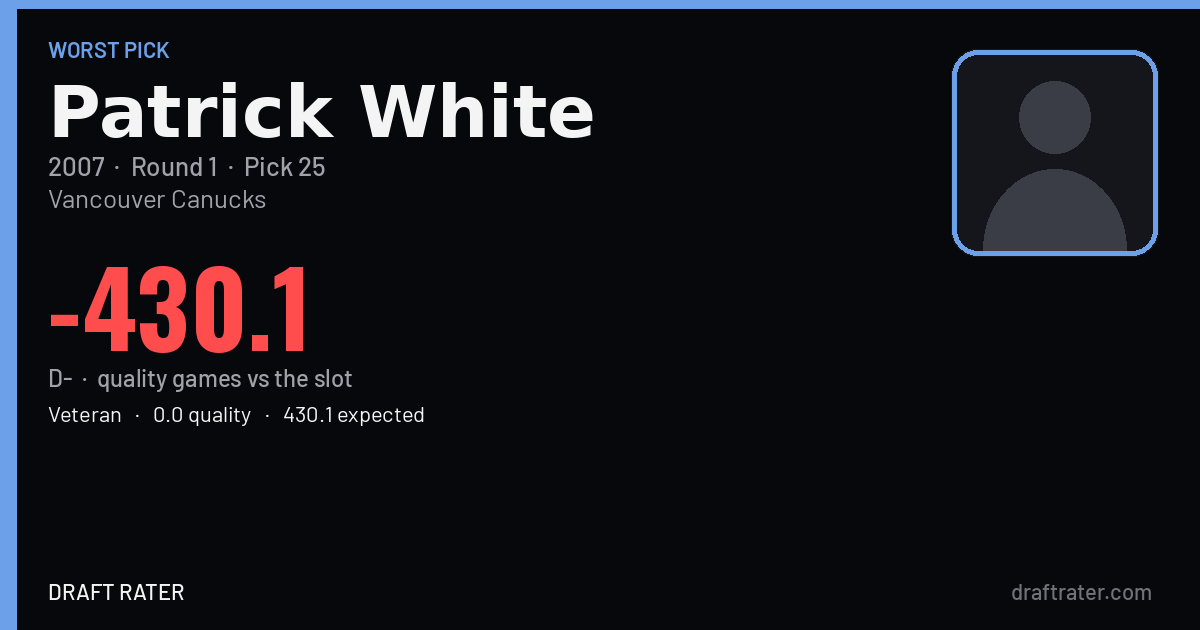 WORST PICK
Patrick White
2007 · Round 1 · Pick 25
Vancouver Canucks
-430.1
D- · quality games vs the slot
Veteran · 0.0 quality · 430.1 expected
DRAFT RATER
draftrater.com